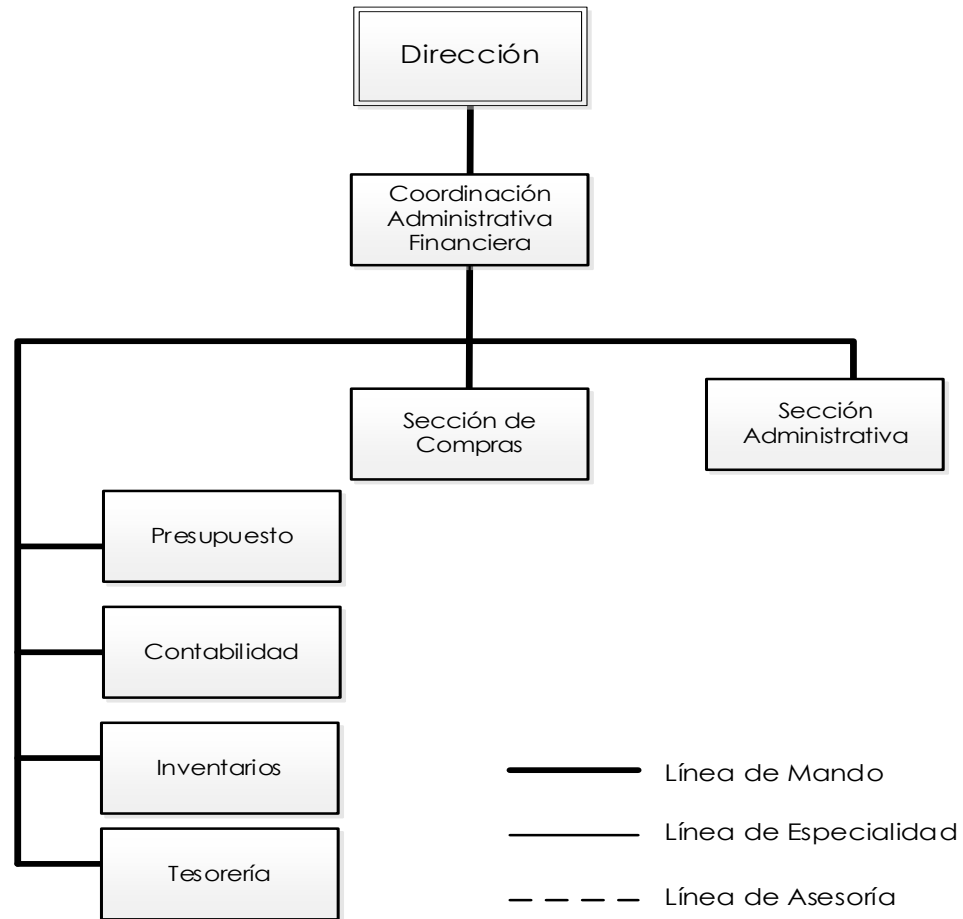 Dirección
Coordinación
Administrativa
Financiera
Sección de
Compras
Sección
Administrativa
Presupuesto
Contabilidad
Inventarios
Tesorería
Línea de Mando
Línea de Especialidad
Línea de Asesoría